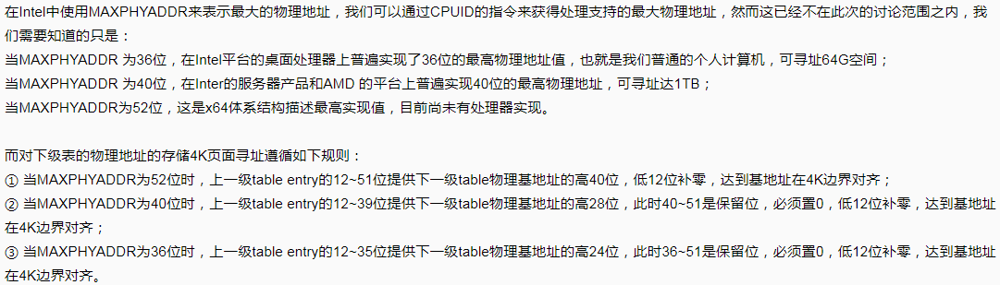 在Intel中使用MAXPHYADDR来表示最大的物理地址，我们可以通过CPUID的指令来获得处理支持的最大物理地址，然而这已经不在此次的讨论范围之内，我
们需要知道的只是：
当MAXPHYADDR 为36位，在Intel平台的桌面处理器上普遍实现了36位的最高物理地址值，也就是我们普通的个人计算机，可寻址64G空间；
当MAXPHYADDR 为40位，在Inter的服务器产品和AMD 的平台上普遍实现40位的最高物理地址，可寻址达1TB；
当MAXPHYADDR为52位，这是x64体系结构描述最高实现值，目前尚未有处理器实现。
而对下级表的物理地址的存储4K页面寻址遵循如下规则：
① 当MAXPHYADDR为52位时，上一级table entry的12~51位提供下一级table物理基地址的高40位，低12位补零，达到基地址在4K边界对齐；
② 当MAXPHYADDR为40位时，上一级table entry的12~39位提供下一级table物理基地址的高28位，此时40~51是保留位，必须置0，低12位补零，达到基地址
在4K边界对齐；
③ 当MAXPHYADDR为36位时，上一级table entry的12~35位提供下一级table物理基地址的高24位，此时36~51是保留位，必须置0，低12位补零，达到基地址
在4K边界对齐。